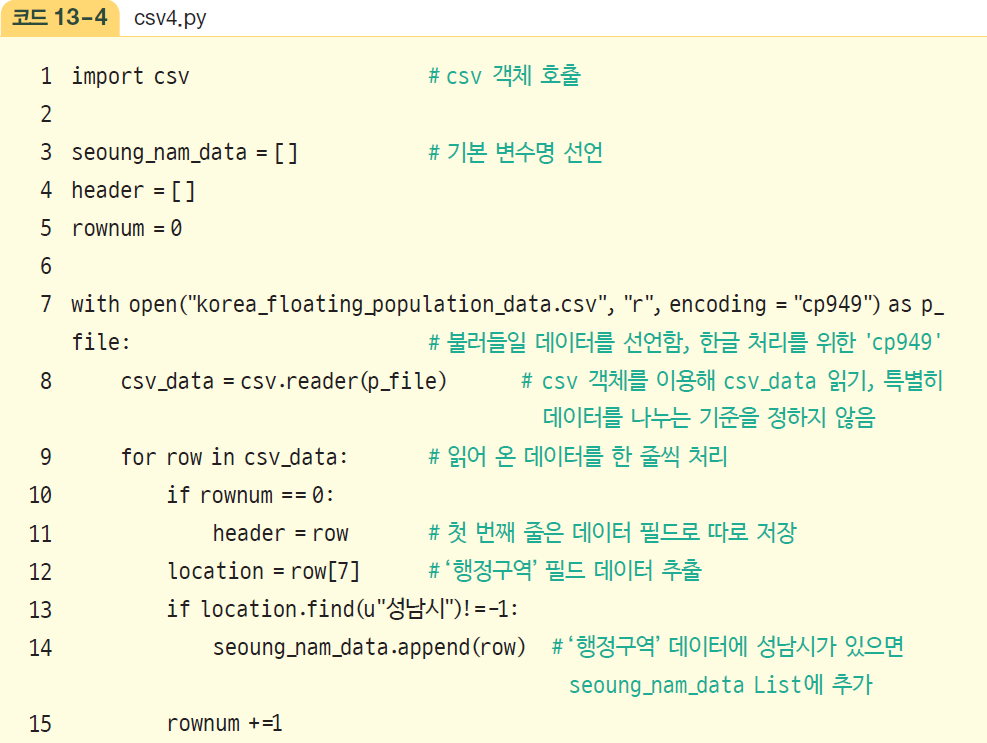 코드 13-4 csv4.py
1 import csv # csv 객체 호출
2
3 seoung_nam_data = [] # 기본 변수명 선언
4 header = []
5 rownum = 0
6
7 with open("korea_floating_population_data.csv", "r", encoding = "cp949") as p_
file: # 불러들일 데이터를 선언함, 한글 처리를 위한 'cp949'
8 csv_data = csv.reader(p_file) # csv 객체를 이용해 csv_data 읽기, 특별히
데이터를 나누는 기준을 정하지 않음
9 for row in csv_data: # 읽어 온 데이터를 한 줄씩 처리
10 if rownum == 0:
11 header = row # 첫 번째 줄은 데이터 필드로 따로 저장
12 location = row[7] # ‘행정구역’ 필드 데이터 추출
13 if location.find(u"성남시")!=-1:
14 seoung_nam_data.append(row) # ‘행정구역’ 데이터에 성남시가 있으면
seoung_nam_data List에 추가
15 rownum +=1